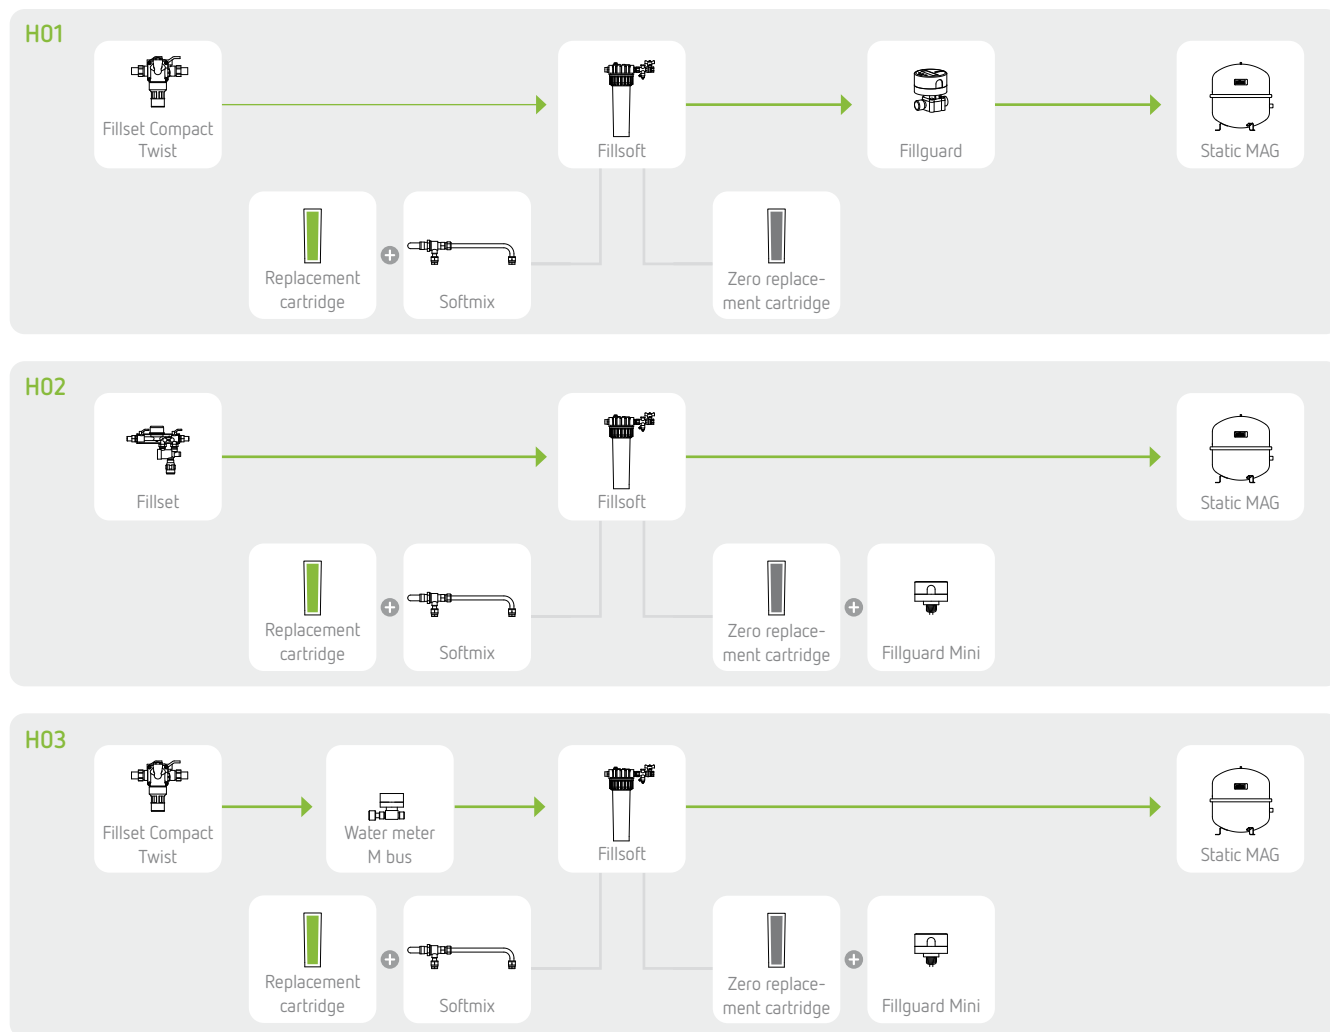 H01
Fillset Compact
Twist
Fillsoft
Fillguard
Static MAG
Replacement
cartridge
Softmix
Zero replace-
ment cartridge
H02
Fillset
Fillsoft
Static MAG
Replacement
cartridge
Softmix
Zero replace-
ment cartridge
Fillguard Mini
H03
Fillset Compact
Twist
Water meter
M bus
Fillsoft
Static MAG
Replacement
cartridge
Softmix
Zero replace-
ment cartridge
Fillguard Mini